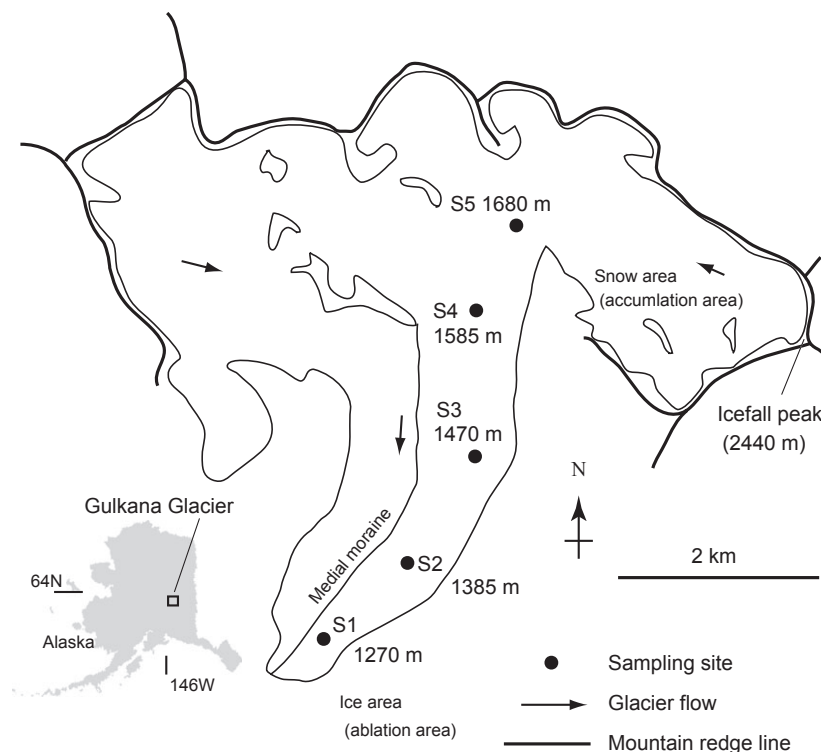 S5 1680 m
Snow area
(accumlation area)
S4
1585 m
S3
1470 m
Icefall peak
(2440 m)
N
Gulkana Glacier
64N
Alaska
146W
Medial moraine
S2
1385 m
2 km
S1
1270 m
Ice area
(ablation area)
Sampling site
Glacier flow
Mountain redge line